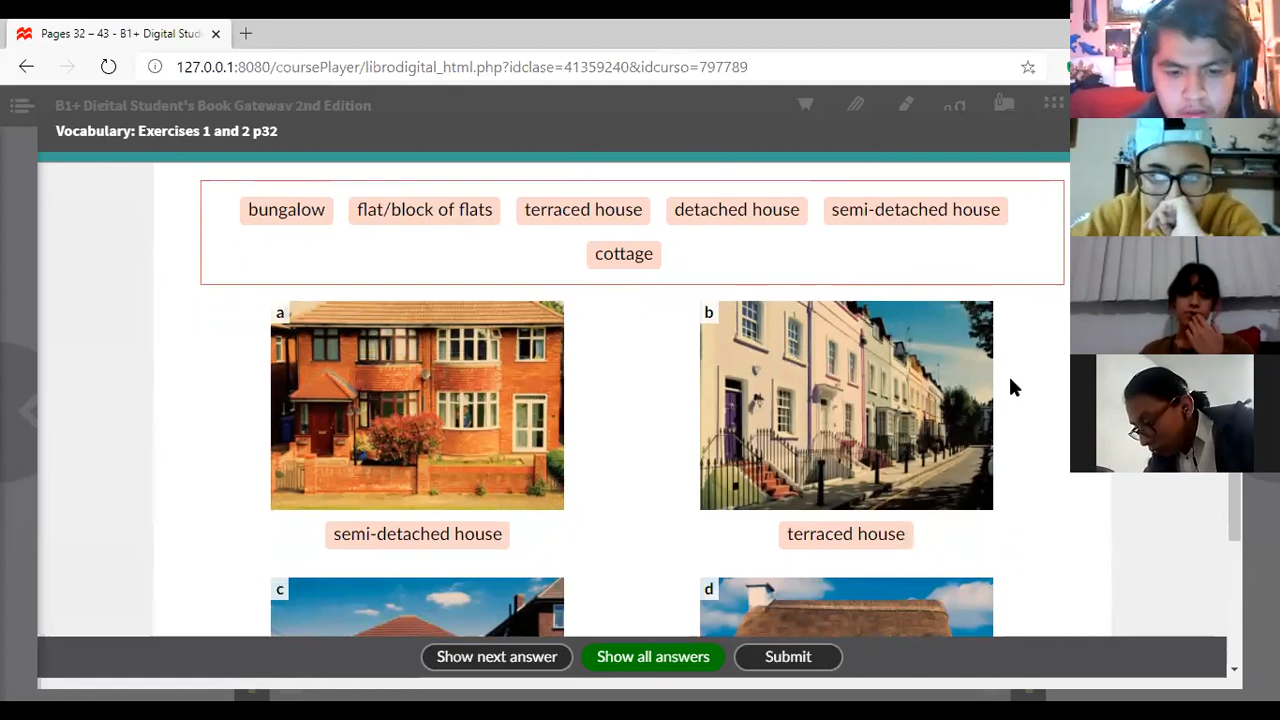 Pages 32 – 43 - B1+ Digital Stud
127.0.0.1:8080/coursePlayer/librodigital_html.php?idclase=41359240&idcurso=797789
B1+ Digital Student's Book Gateway 2nd Edition
Vocabulary: Exercises 1 and 2 p32
bungalow flat/block of flats terraced house detached house semi-detached house
cottage
a b
semi-detached house terraced house
c d
Show next answer Show all answers Submit